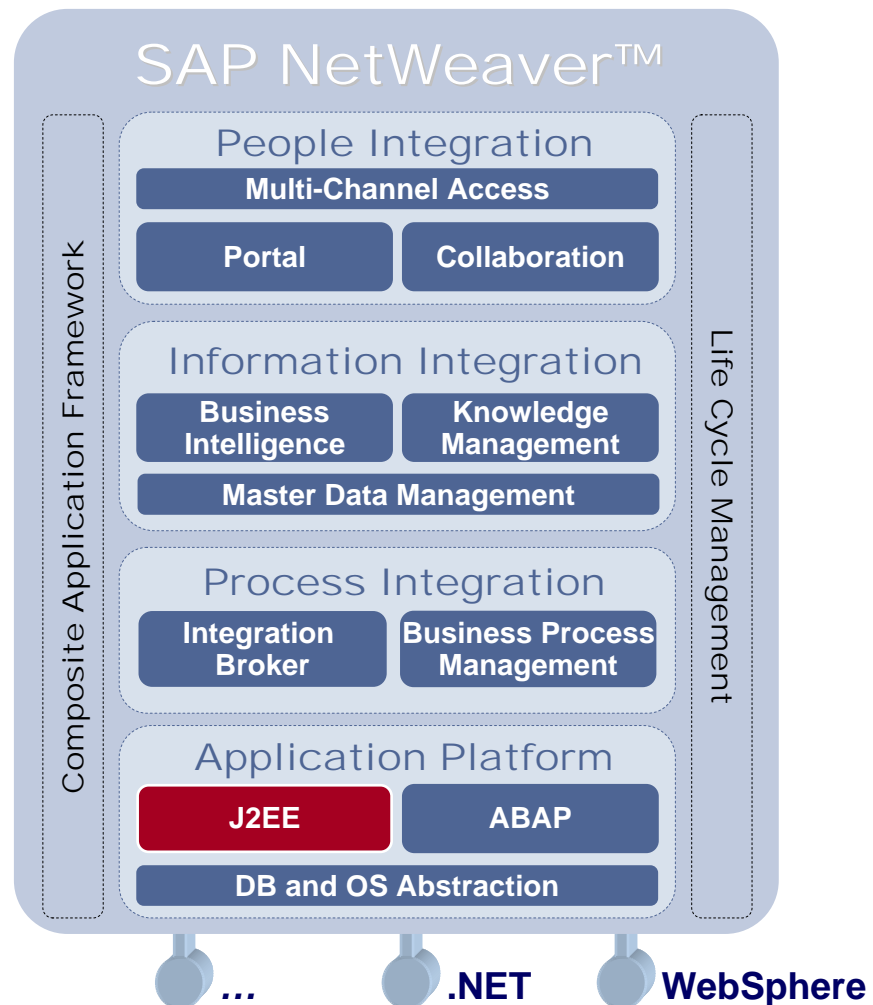 SAP NetWeaver™
Composite Application Framework
People Integration
Multi-Channel Access
Portal
Collaboration
Information Integration
Business
Intelligence
Knowledge
Management
Master Data Management
Process Integration
Integration
Broker
Business Process
Management
Application Platform
J2EE
ABAP
DB and OS Abstraction
Life Cycle Management
...
.NET
WebSphere